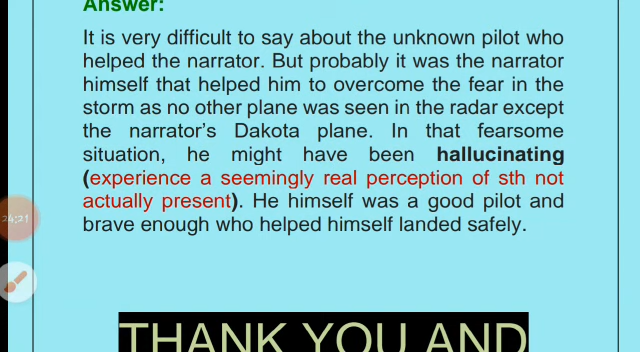 Answer:
It is very difficult to say about the unknown pilot who
helped the narrator. But probably it was the narrator
himself that helped him to overcome the fear in the
storm as no other plane was seen in the radar except
the narrator's Dakota plane. In that fearsome
situation, he might have been hallucinating
(experience a seemingly real perception of sth not
actually present). He himself was a good pilot and
brave enough who helped himself landed safely.
24:21
THANK YOU AND